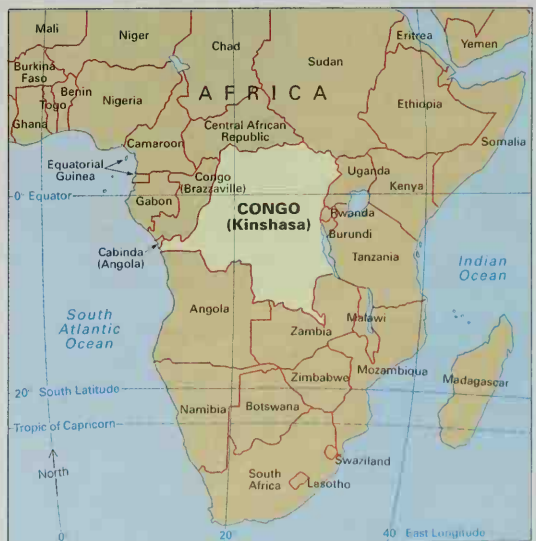 Mali
Niger
Chad
Sudan
Eritrea
Yemen
Burkina
Faso
Benin
Togo
Ghana
Nigeria
AFRICA
Ethiopia
Somalia
Camaroon
Central African
Republic
Equatorial
Guinea
Congo
(Brazzaville)
Uganda
Kenya
0° Equator
Gabon
CONGO
(Kinshasa)
Rwanda
Burundi
Cabinda
(Angola)
Tanzania
Indian
Ocean
South
Atlantic
Ocean
Angola
Zambia
Malawi
Zimbabwe
Mozambiqua
Madagascar
20° South Latitude
Namibia
Botswana
Tropic of Capricorn
Swaziland
North
South
Africa
Lesotho
0°
20°
40° East Longitude